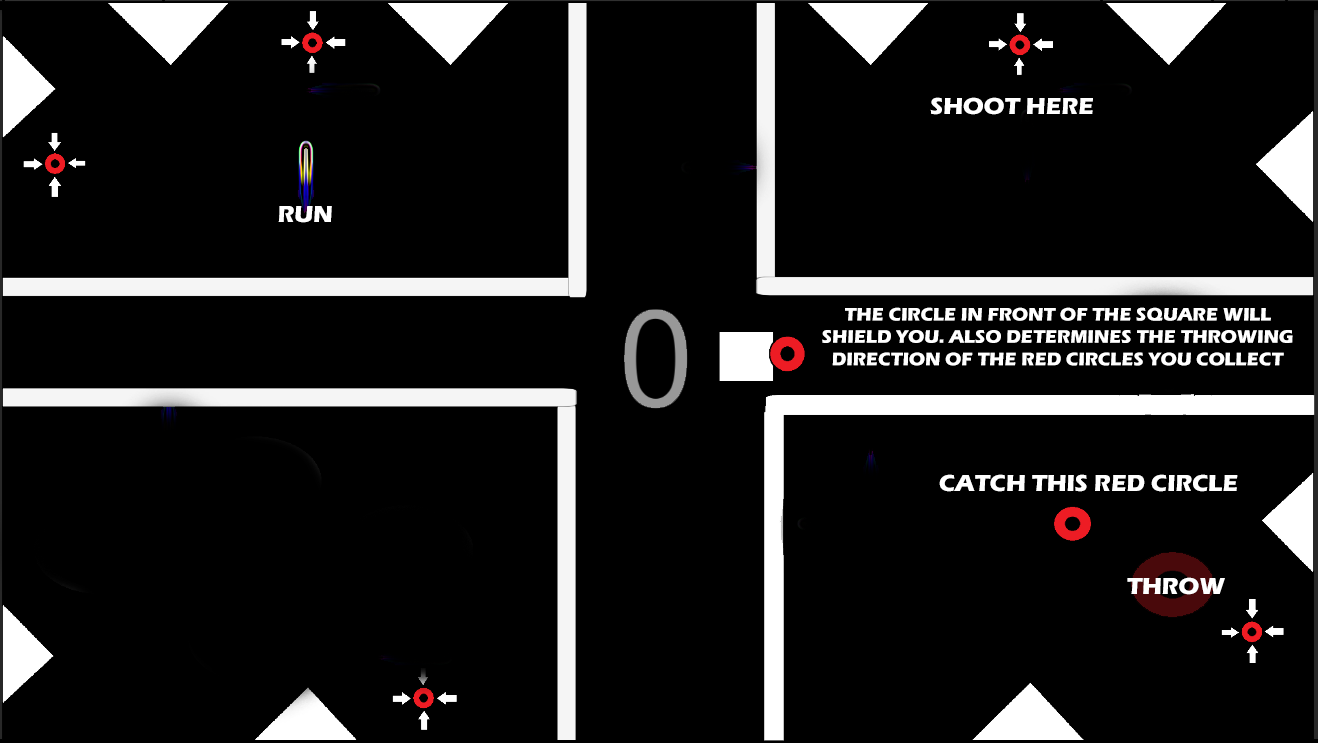 SHOOT HERE
RUN
0
THE CIRCLE IN FRONT OF THE SQUARE WILL
SHIELD YOU. ALSO DETERMINES THE THROWING
DIRECTION OF THE RED CIRCLES YOU COLLECT
CATCH THIS RED CIRCLE
THROW